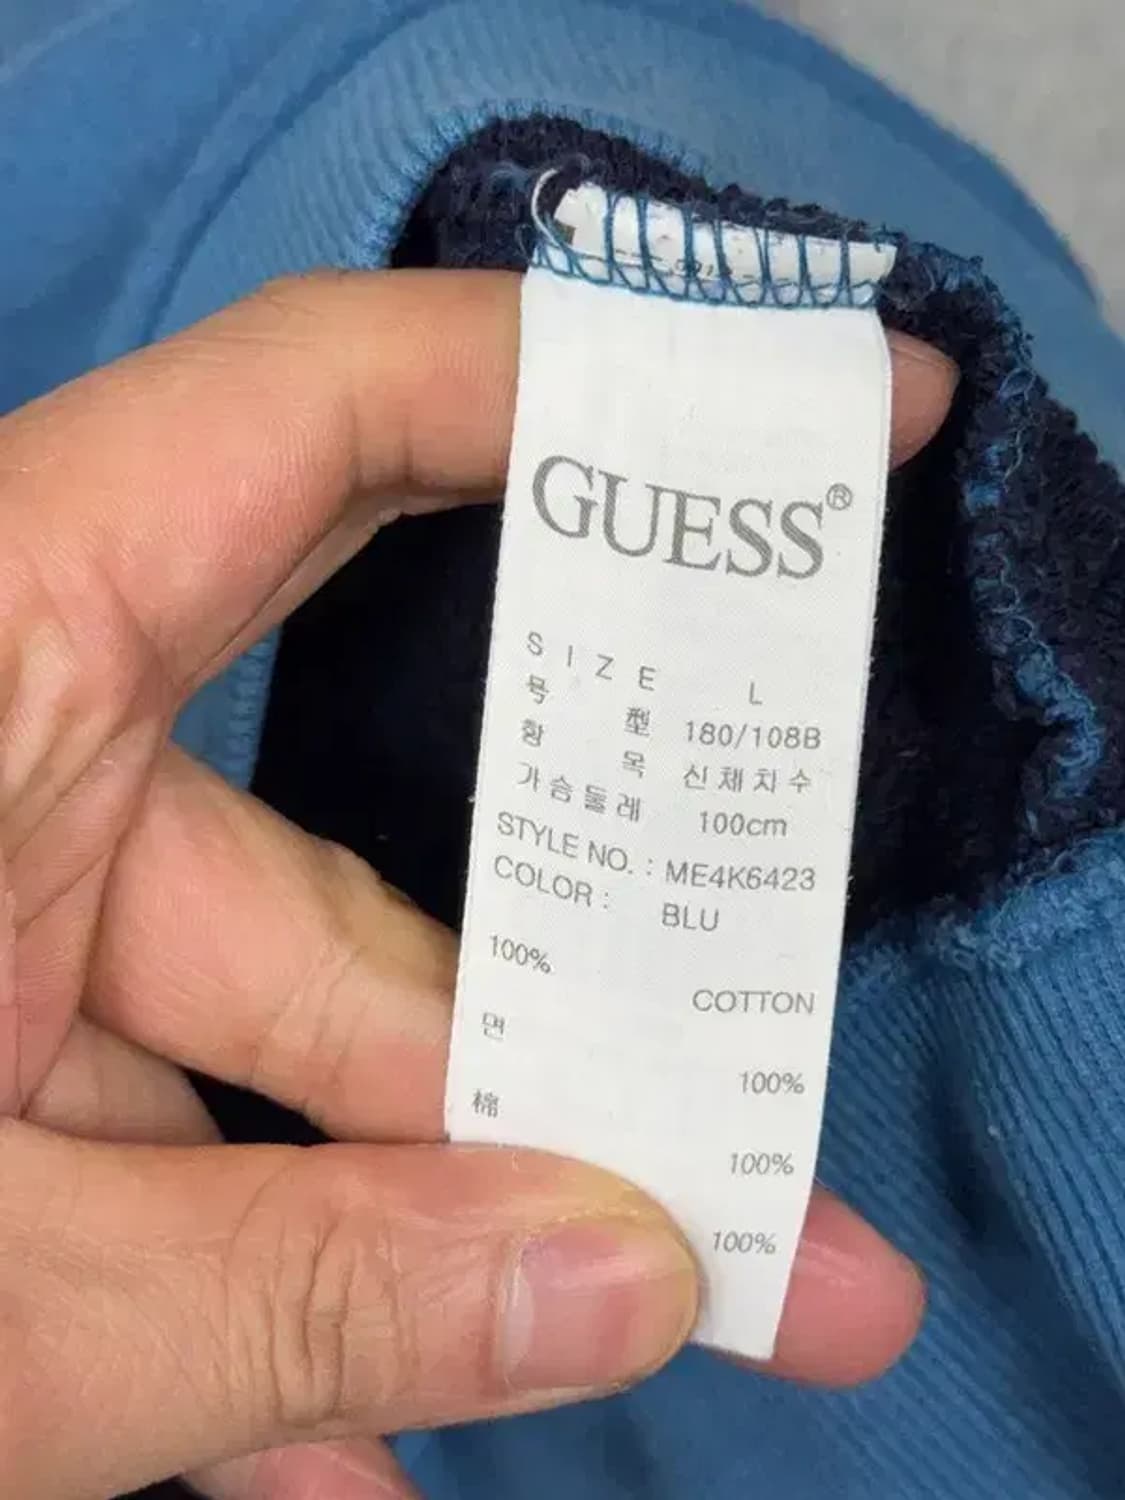 GUESS®
SIZE L
号型 180/108B
항목 신체치수
가슴둘레 100cm
STYLE NO. : ME4K6423
COLOR : BLU
100%
COTTON
면 100%
棉 100%
100%